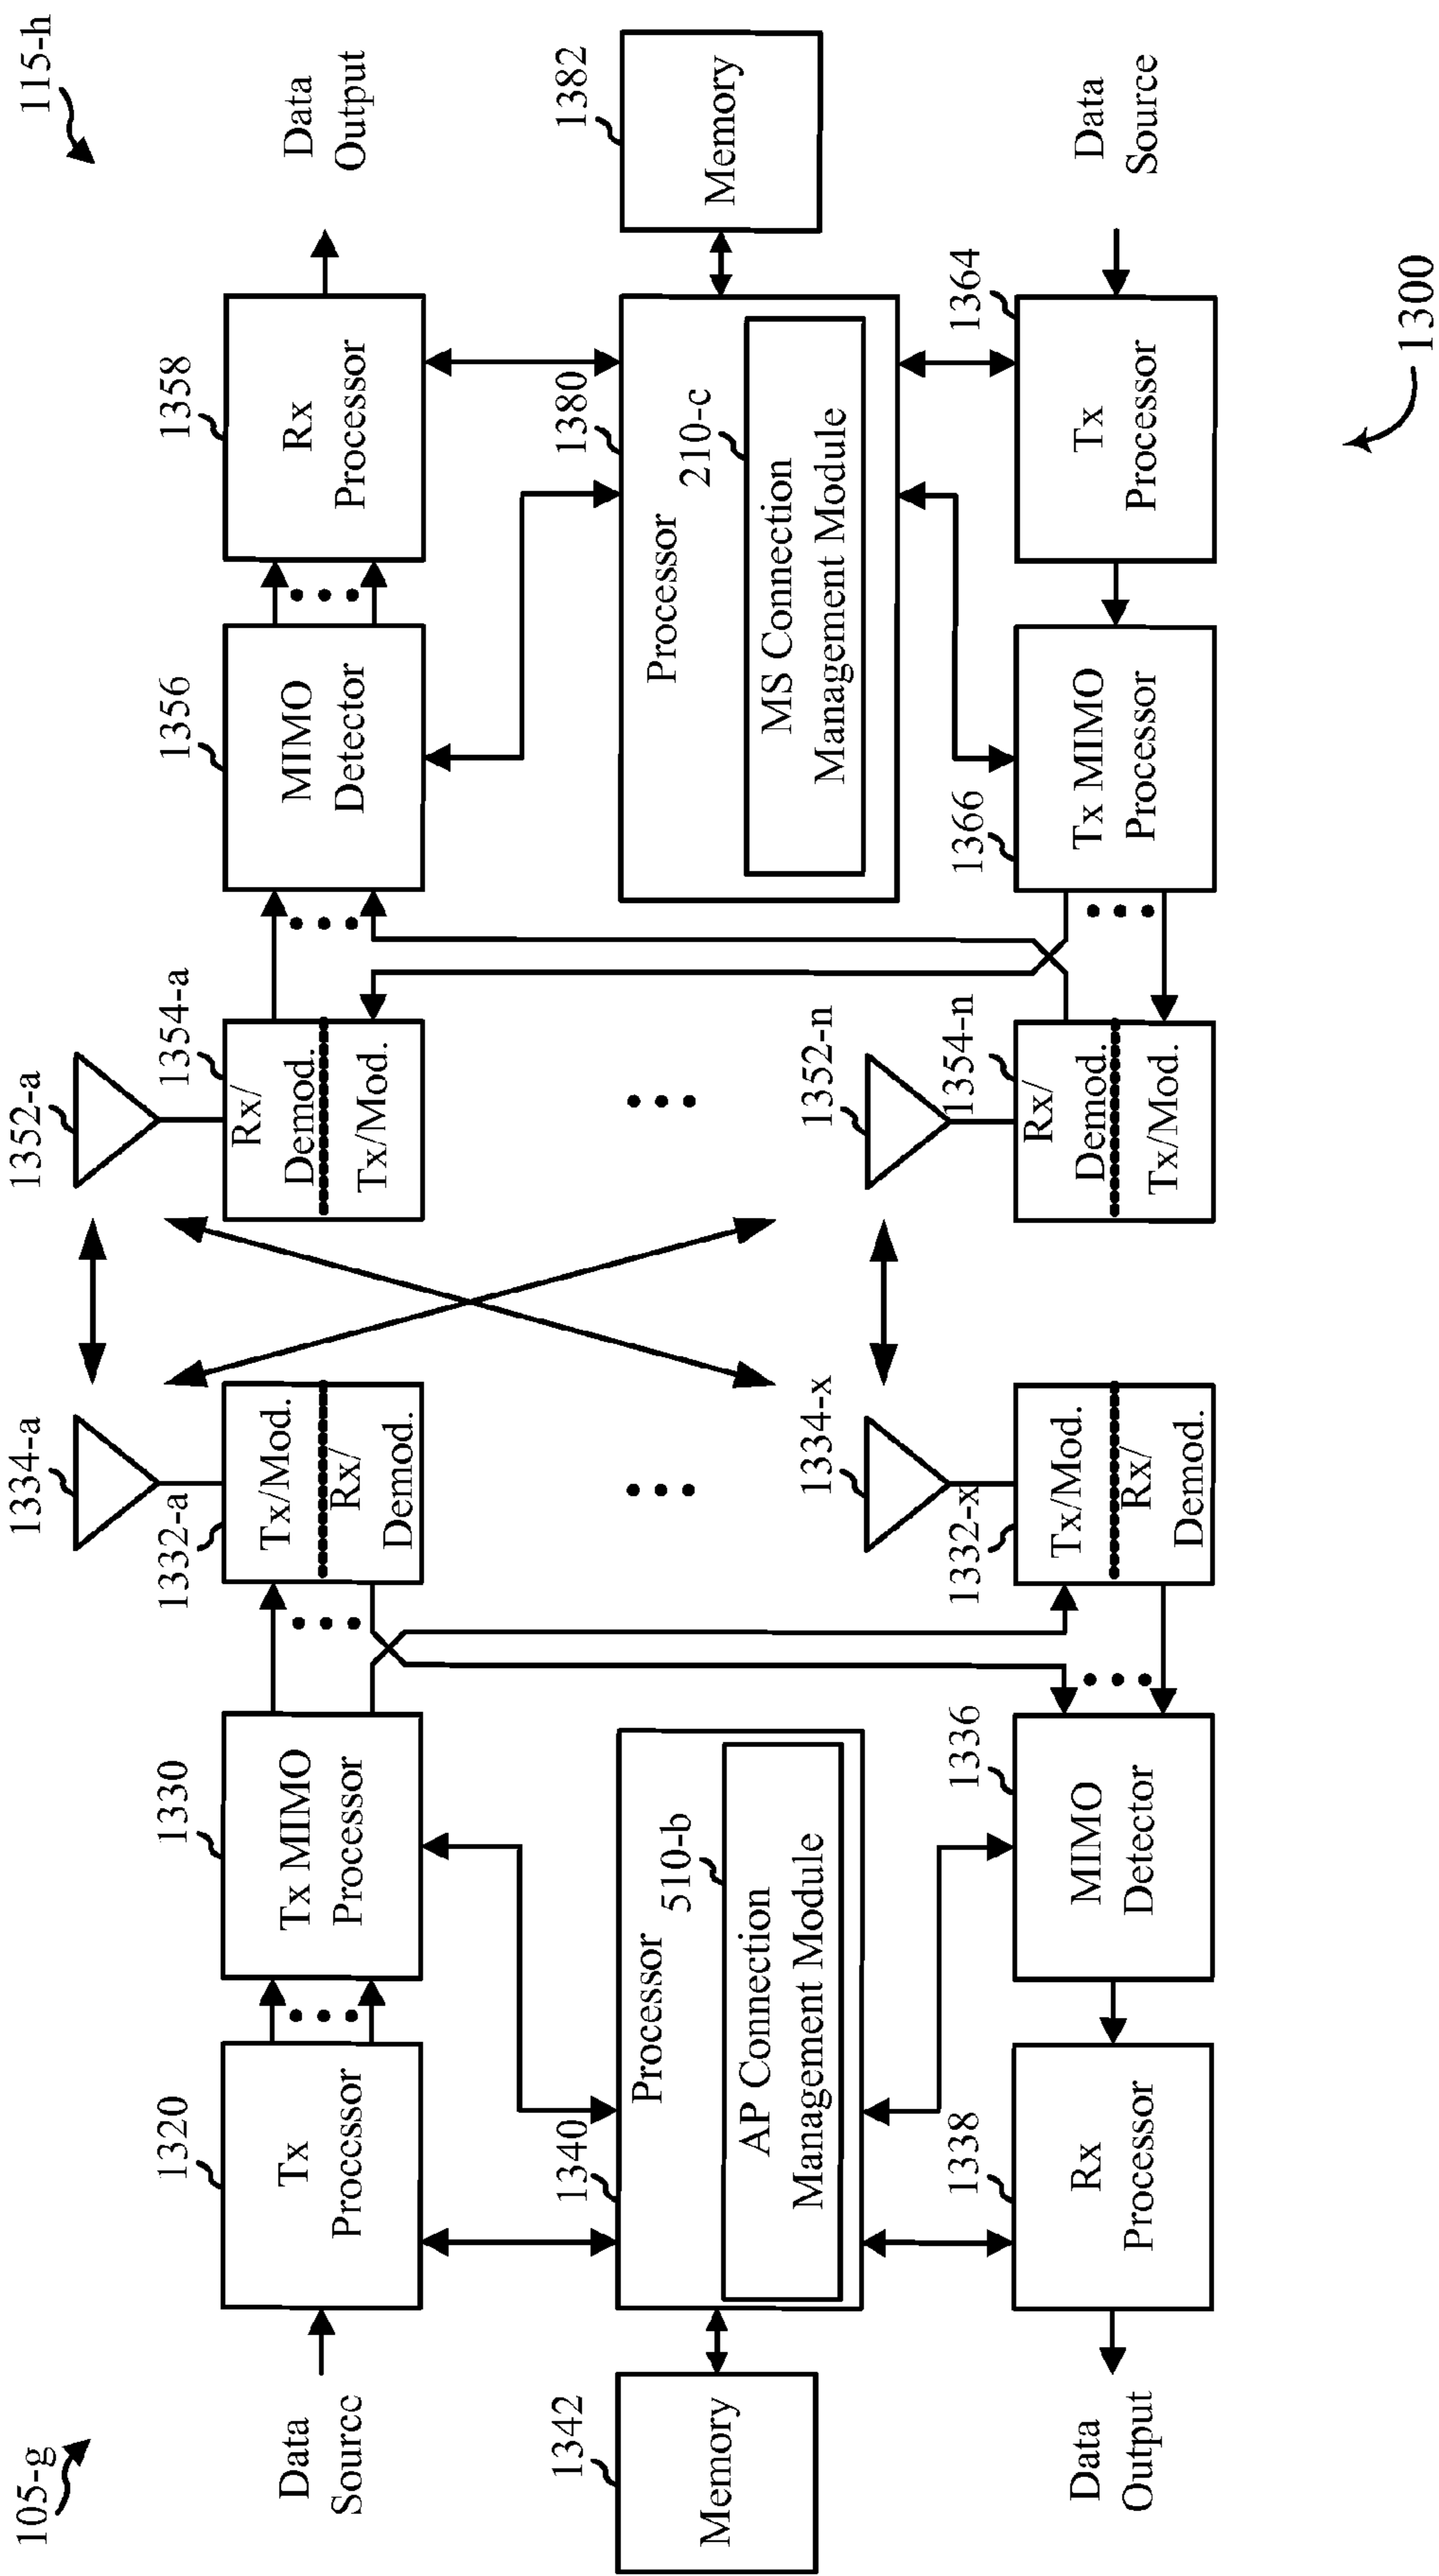 105-g
115-h
1320
1330
1332-a
1334-a
1352-a
1354-a
1356
1358
Data
Source
Tx
Processor
Tx MIMO
Processor
Tx/Mod.
Rx/
Demod.
Rx/
Demod.
Tx/Mod.
MIMO
Detector
Rx
Processor
Data
Output
1342
Memory
1340
Processor
510-b
AP Connection
Management Module
1380
Processor
210-c
MS Connection
Management Module
1382
Memory
1338
1336
1332-x
1334-x
1352-n
1354-n
1366
1364
Data
Output
Rx
Processor
MIMO
Detector
Tx/Mod.
Rx/
Demod.
Rx/
Demod.
Tx/Mod.
Tx MIMO
Processor
Tx
Processor
Data
Source
1300